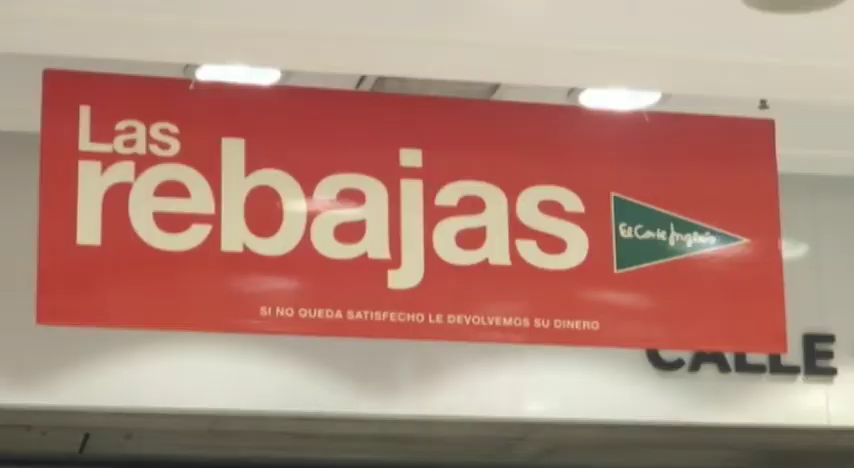 Las
rebajas
El Corte Inglés
SI NO QUEDA SATISFECHO LE DEVOLVEMOS SU DINERO
CALLE